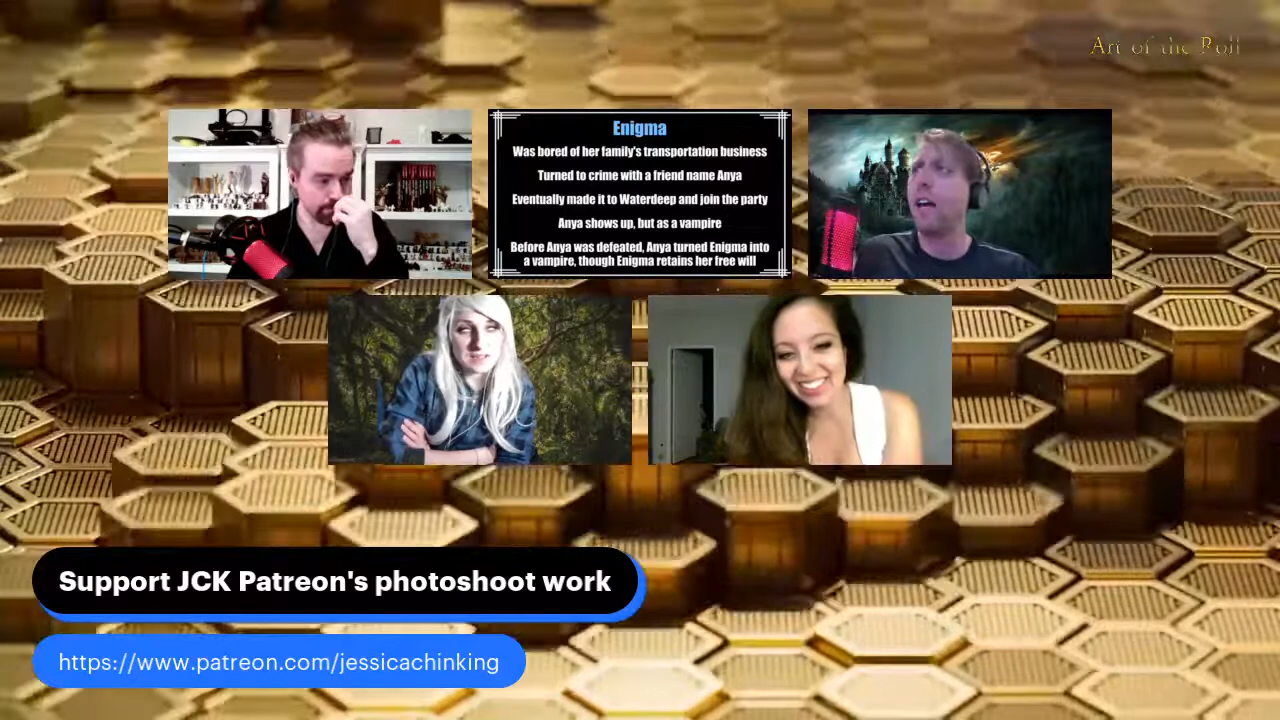 Art of the Roll
Enigma
Was bored of her family's transportation business
Turned to crime with a friend name Anya
Eventually made it to Waterdeep and join the party
Anya shows up, but as a vampire
Before Anya was defeated, Anya turned Enigma into
a vampire, though Enigma retains her free will
Support JCK Patreon's photoshoot work
https://www.patreon.com/jessicachinking